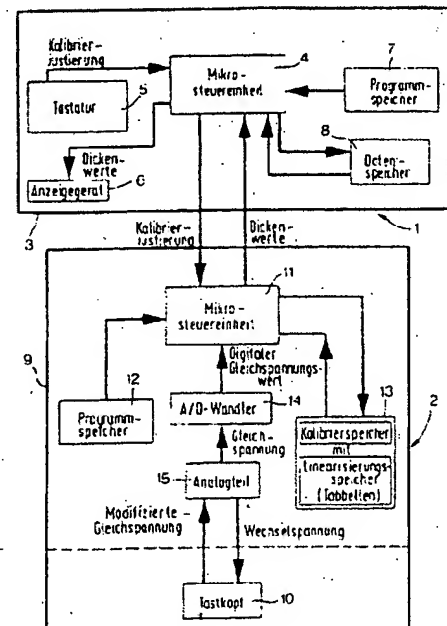 Kalibrier-
justierung
4
Mikro-
steuereinheit
7
Programm-
speicher
Tastatur
5
8
Daten-
speicher
Dicken-
werte
Anzeigegerät
6
3
Kalibrier-
justierung
Dicken-
werte
1
11
Mikro-
steuereinheit
9
12
Programm-
speicher
Digitaler
Gleichspannungs-
wert
13
2
A/D-Wandler
14
Kalibrierspeicher
mit
Linearisierungs-
speicher
(Tabbellen)
Gleich-
spannung
15
Analogteil
Modifizierte
Gleichspannung
Wechselspannung
Tastkopf
10